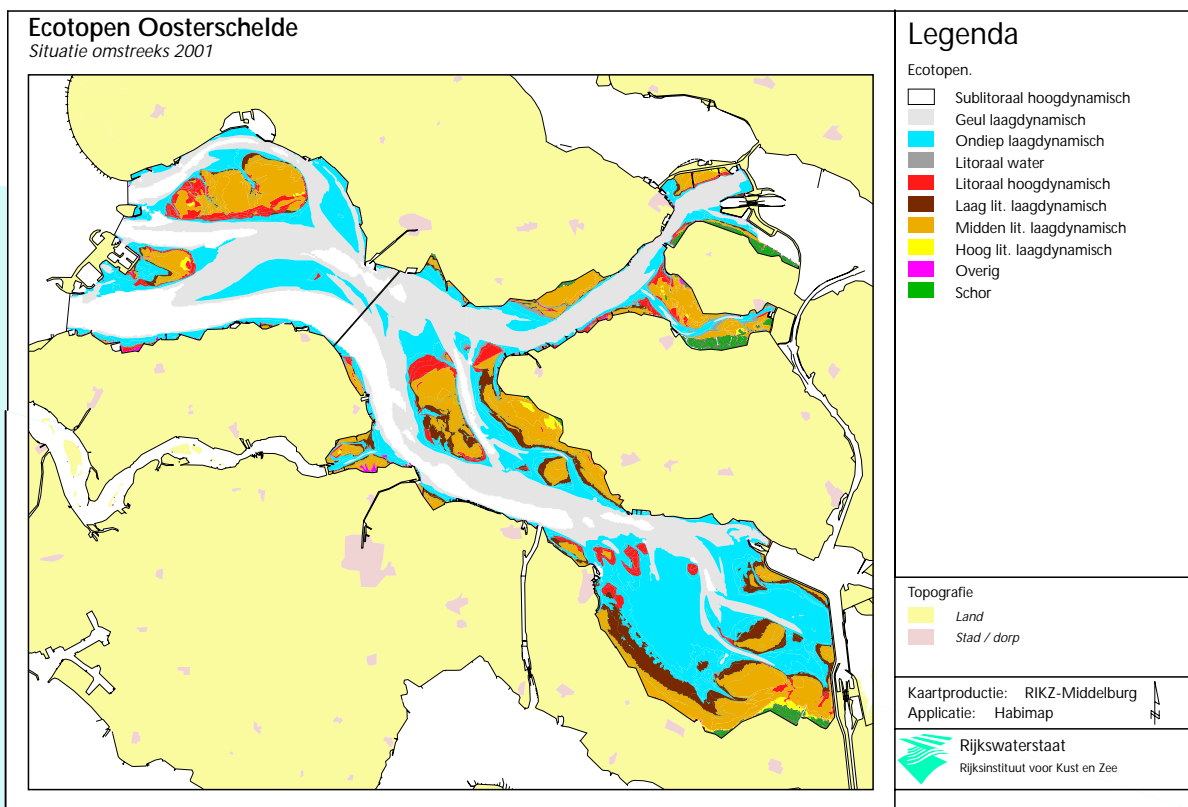 Ecotopen Oosterschelde
Situatie omstreeks 2001
Legenda
Ecotopen.
Sublitoraal hoogdynamisch
Geul laagdynamisch
Ondiep laagdynamisch
Litoraal water
Litoraal hoogdynamisch
Laag lit. laagdynamisch
Midden lit. laagdynamisch
Hoog lit. laagdynamisch
Overig
Schor
Topografie
Land
Stad / dorp
Kaartproductie: RIKZ-Middelburg
Applicatie: Habimap
N
Rijkswaterstaat
Rijksinstituut voor Kust en Zee